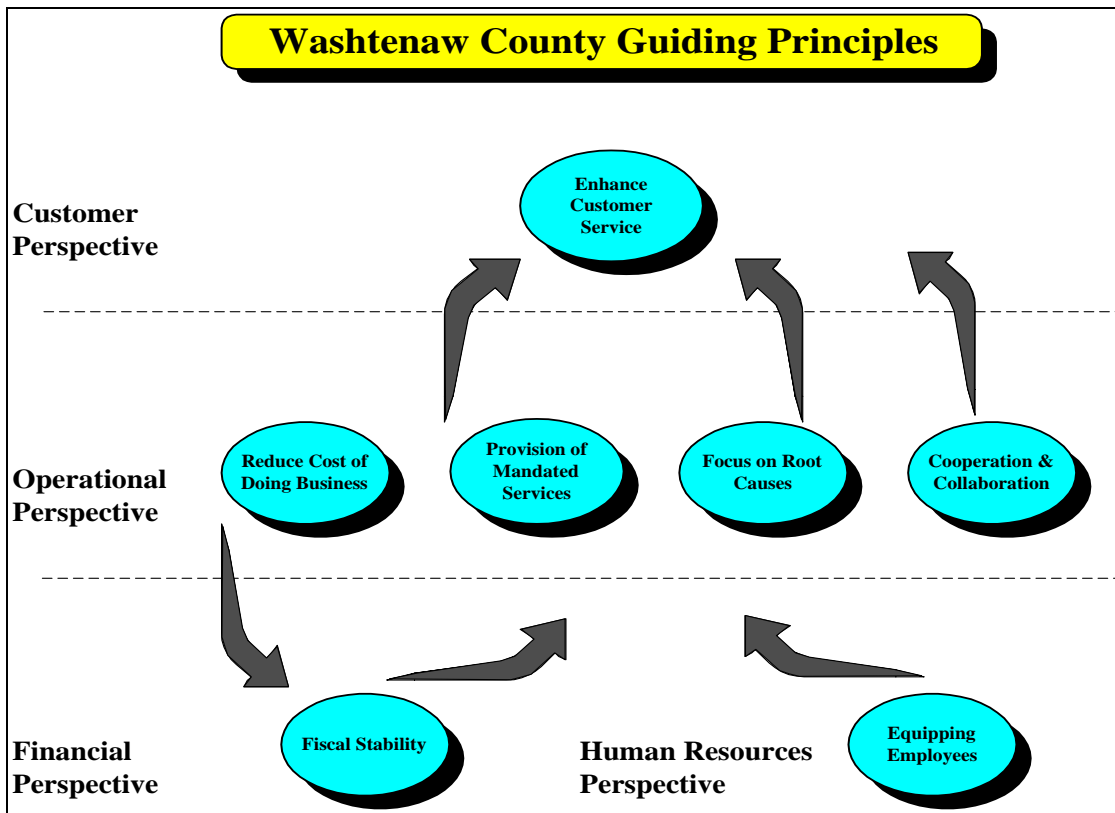 Washtenaw County Guiding Principles
Enhance
Customer
Service
Customer
Perspective
Reduce Cost of
Doing Business
Provision of
Mandated
Services
Focus on Root
Causes
Cooperation &
Collaboration
Operational
Perspective
Fiscal Stability
Equipping
Employees
Financial
Perspective
Human Resources
Perspective